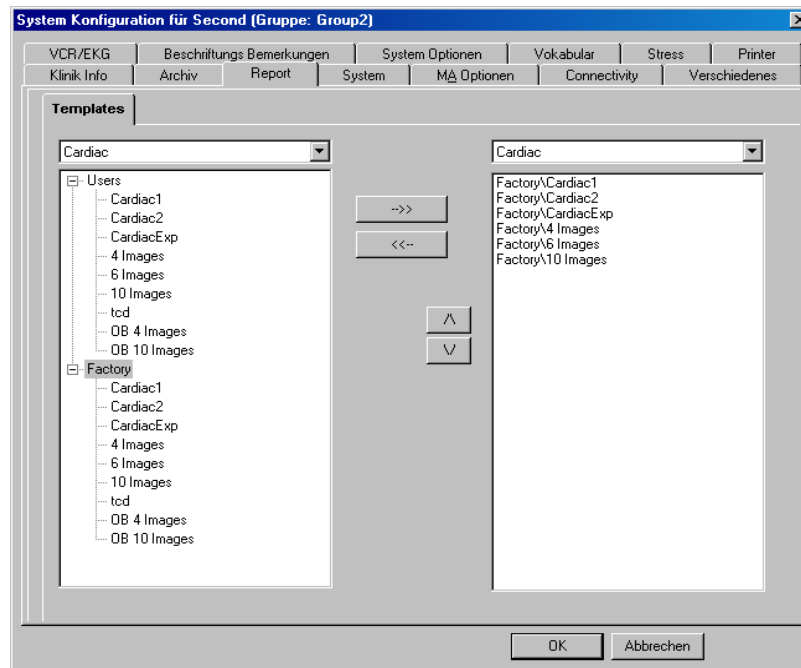 System Konfiguration für Second (Gruppe: Group2)
VCR/EKG Beschriftungs Bemerkungen System Optionen Vokabular Stress Printer
Klinik Info Archiv Report System MA Optionen Connectivity Verschiedenes
Templates
Cardiac
Users
Cardiac1
Cardiac2
CardiacExp
4 Images
6 Images
10 Images
tcd
OB 4 Images
OB 10 Images
Factory
Cardiac1
Cardiac2
CardiacExp
4 Images
6 Images
10 Images
tcd
OB 4 Images
OB 10 Images
-->>
<<--
/\
\/
Cardiac
Factory\Cardiac1
Factory\Cardiac2
Factory\CardiacExp
Factory\4 Images
Factory\6 Images
Factory\10 Images
OK Abbrechen